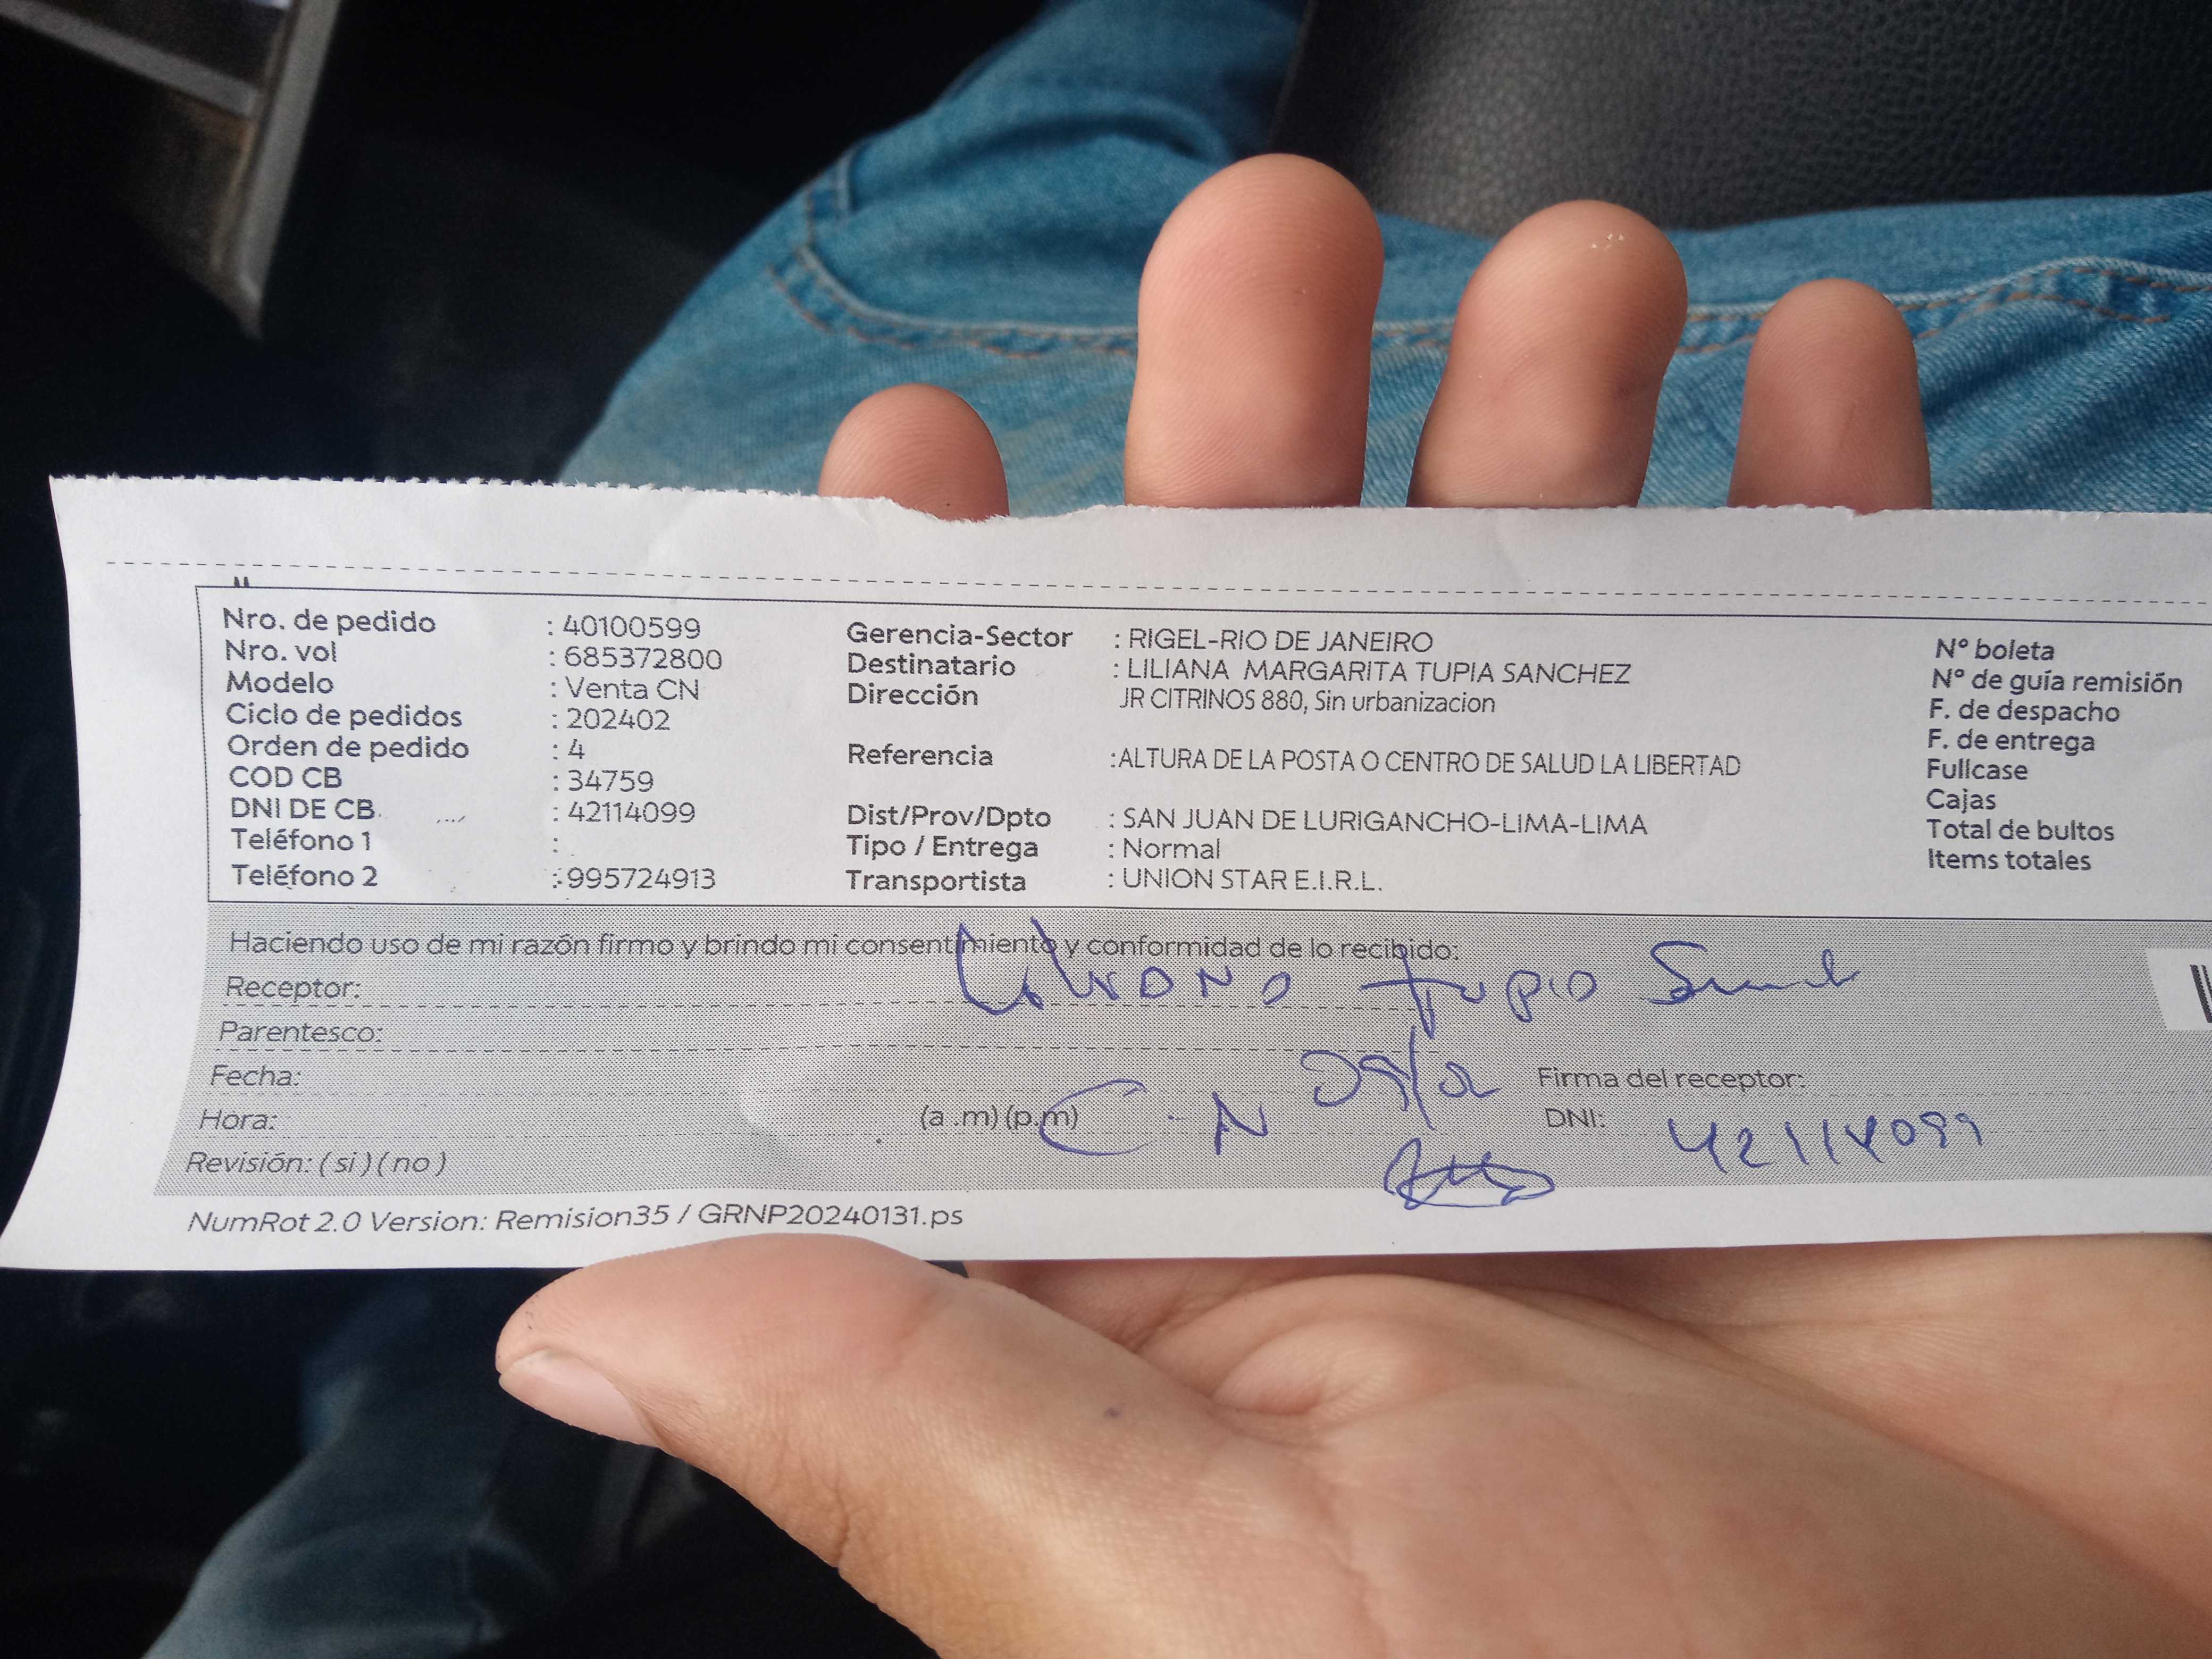 Nro. de pedido : 40100599
Nro. vol : 685372800
Modelo : Venta CN
Ciclo de pedidos : 202402
Orden de pedido : 4
COD CB : 34759
DNI DE CB : 42114099
Teléfono 1 :
Teléfono 2 : 995724913
Gerencia-Sector : RIGEL-RIO DE JANEIRO
Destinatario : LILIANA MARGARITA TUPIA SANCHEZ
Dirección JR CITRINOS 880, Sin urbanizacion
Referencia :ALTURA DE LA POSTA O CENTRO DE SALUD LA LIBERTAD
Dist/Prov/Dpto : SAN JUAN DE LURIGANCHO-LIMA-LIMA
Tipo / Entrega : Normal
Transportista : UNION STAR E.I.R.L.
N° boleta
N° de guía remisión
F. de despacho
F. de entrega
Fullcase
Cajas
Total de bultos
Items totales
Haciendo uso de mi razón firmo y brindo mi consentimiento y conformidad de lo recibido:
Receptor: Tupia
Parentesco:
Fecha:
Firma del receptor:
Hora: (a .m) (p.m) C-N
DNI: 42114099
Revisión: ( si ) ( no )
NumRot 2.0 Version: Remision35 / GRNP20240131.ps